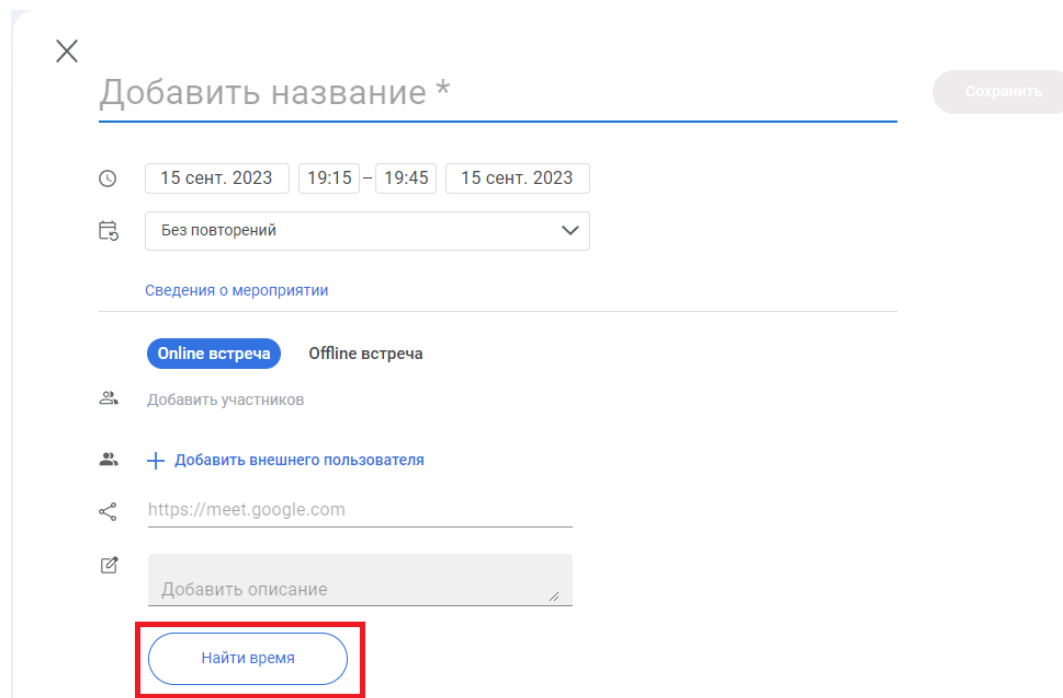 Добавить название *
Сохранить
15 сент. 2023 19:15 – 19:45 15 сент. 2023
Без повторений
Сведения о мероприятии
Online встреча Offline встреча
Добавить участников
Добавить внешнего пользователя
https://meet.google.com
Добавить описание
Найти время